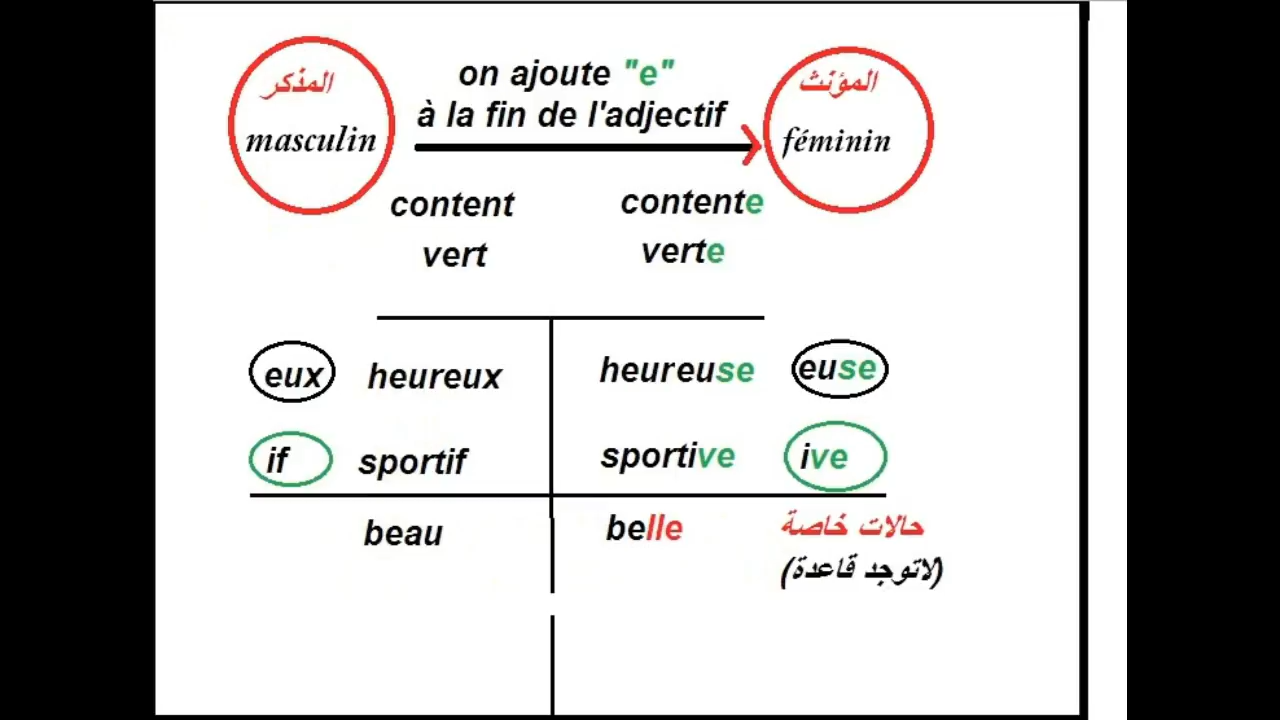 المذكر
masculin
on ajoute "e"
à la fin de l'adjectif
المؤنث
féminin
content contente
vert verte
eux heureux heureuse euse
if sportif sportive ive
beau belle حالات خاصة
(لاتوجد قاعدة)